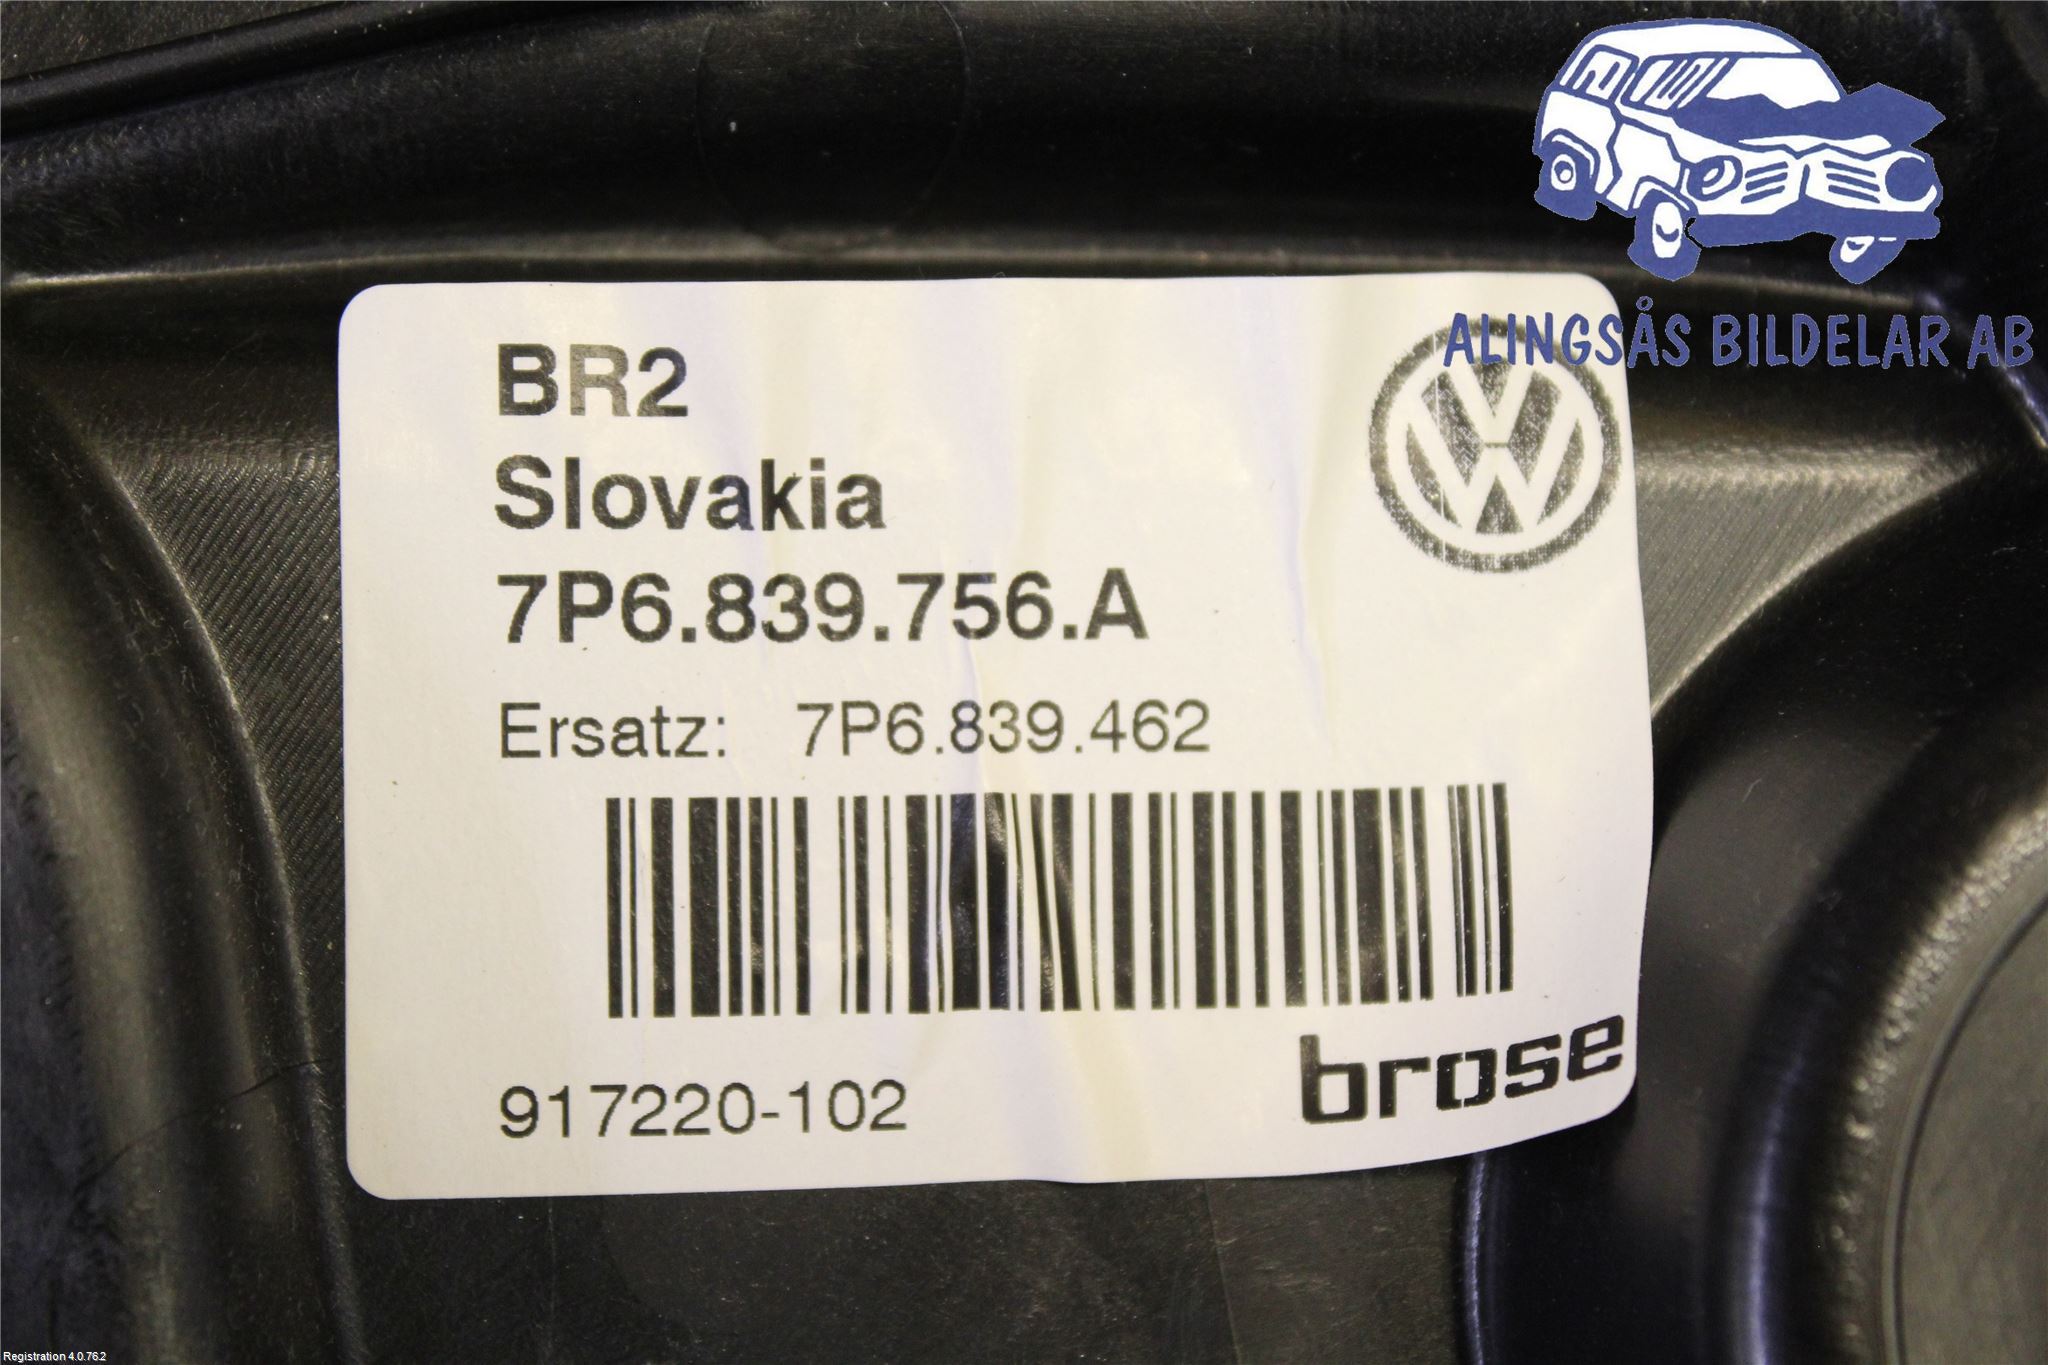 ALINGSÅS BILDELAR AB
BR2
Slovakia
7P6.839.756.A
Ersatz: 7P6.839.462
917220-102
brose
Registration 4.0.76.2